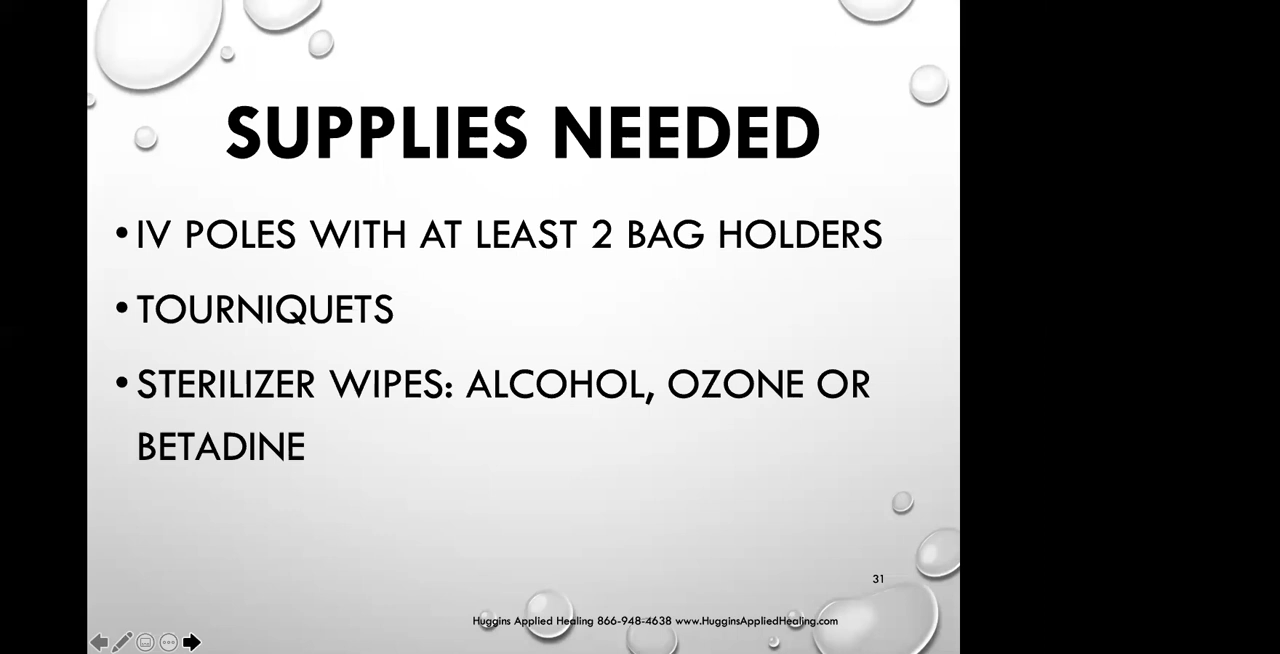 SUPPLIES NEEDED
• IV POLES WITH AT LEAST 2 BAG HOLDERS
• TOURNIQUETS
• STERILIZER WIPES: ALCOHOL, OZONE OR
BETADINE
31
Huggins Applied Healing 866-948-4638 www.HugginsAppliedHealing.com